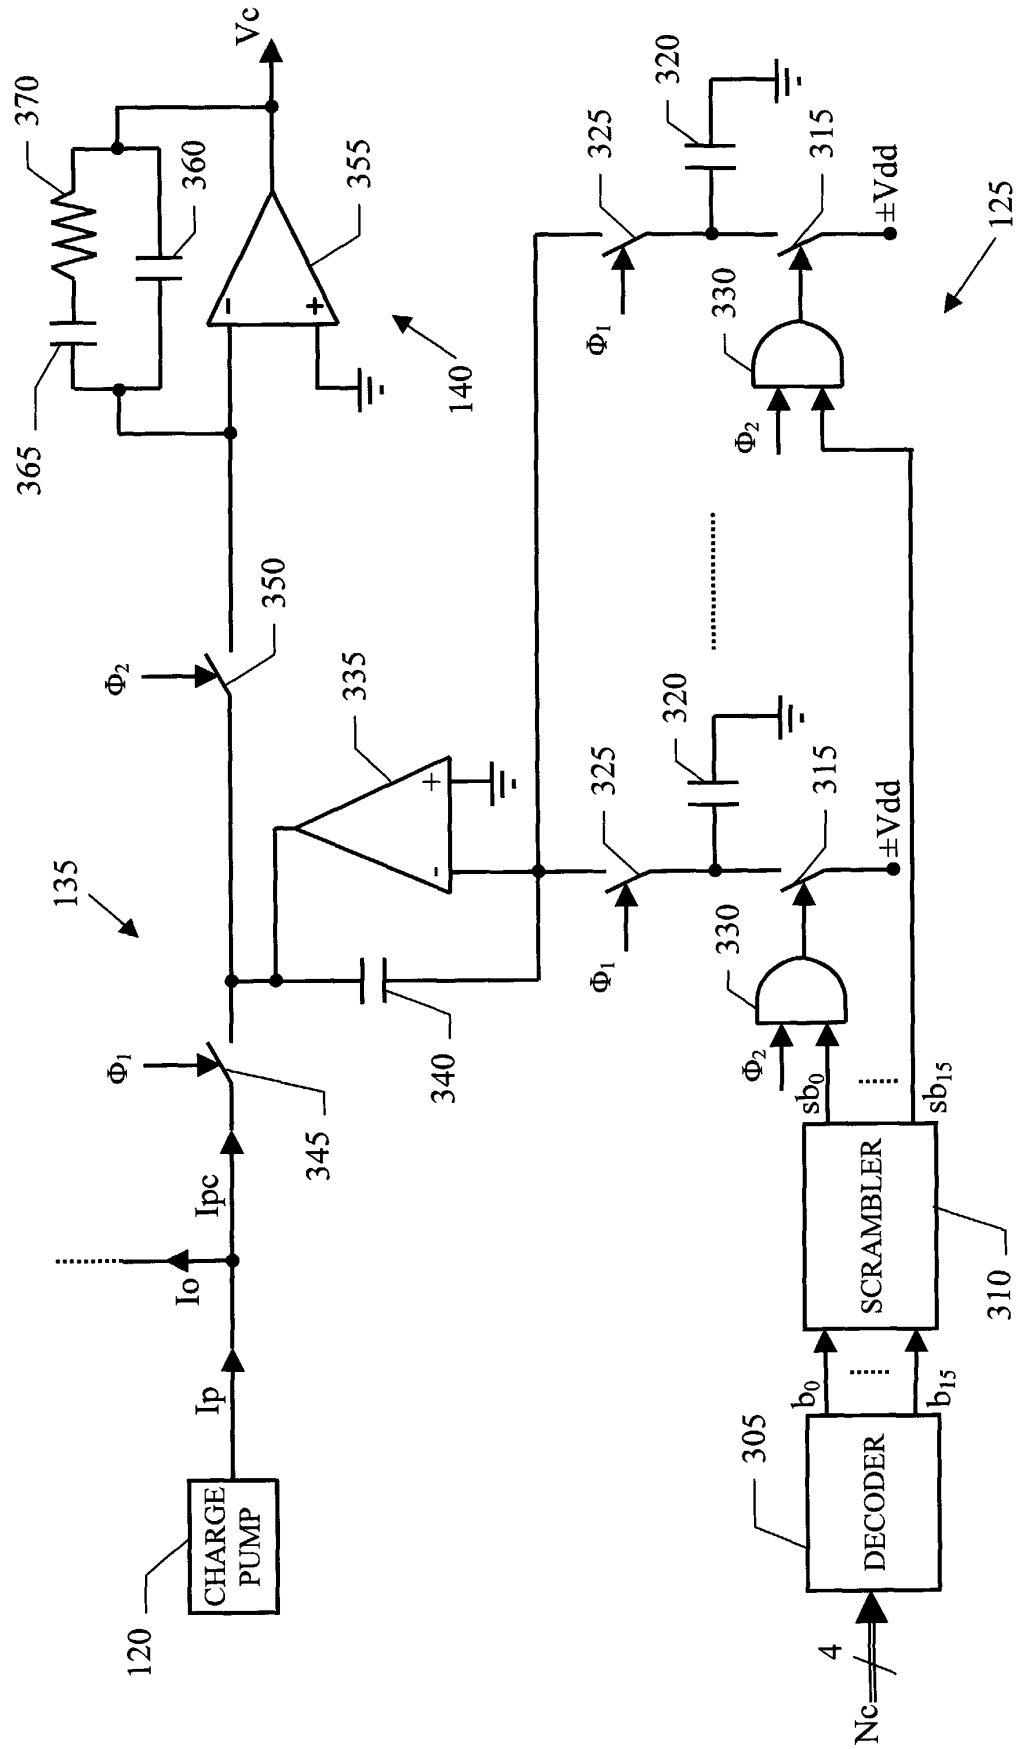 120
CHARGE PUMP
Ip
Io
Ipc
345
Φ1
135
340
335
-
+
Φ2
350
365
370
360
-
+
355
140
Vc
Nc
4
305
DECODER
b0
b15
SCRAMBLER
310
sb0
sb15
Φ2
330
Φ1
325
320
315
±Vdd
Φ2
330
Φ1
325
320
315
±Vdd
125